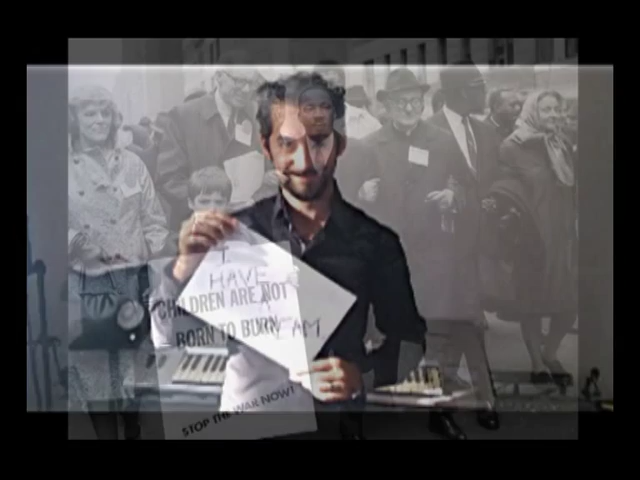 I
HAVE
A
DREAM
CHILDREN ARE NOT
BORN TO BURN
STOP THE WAR NOW!